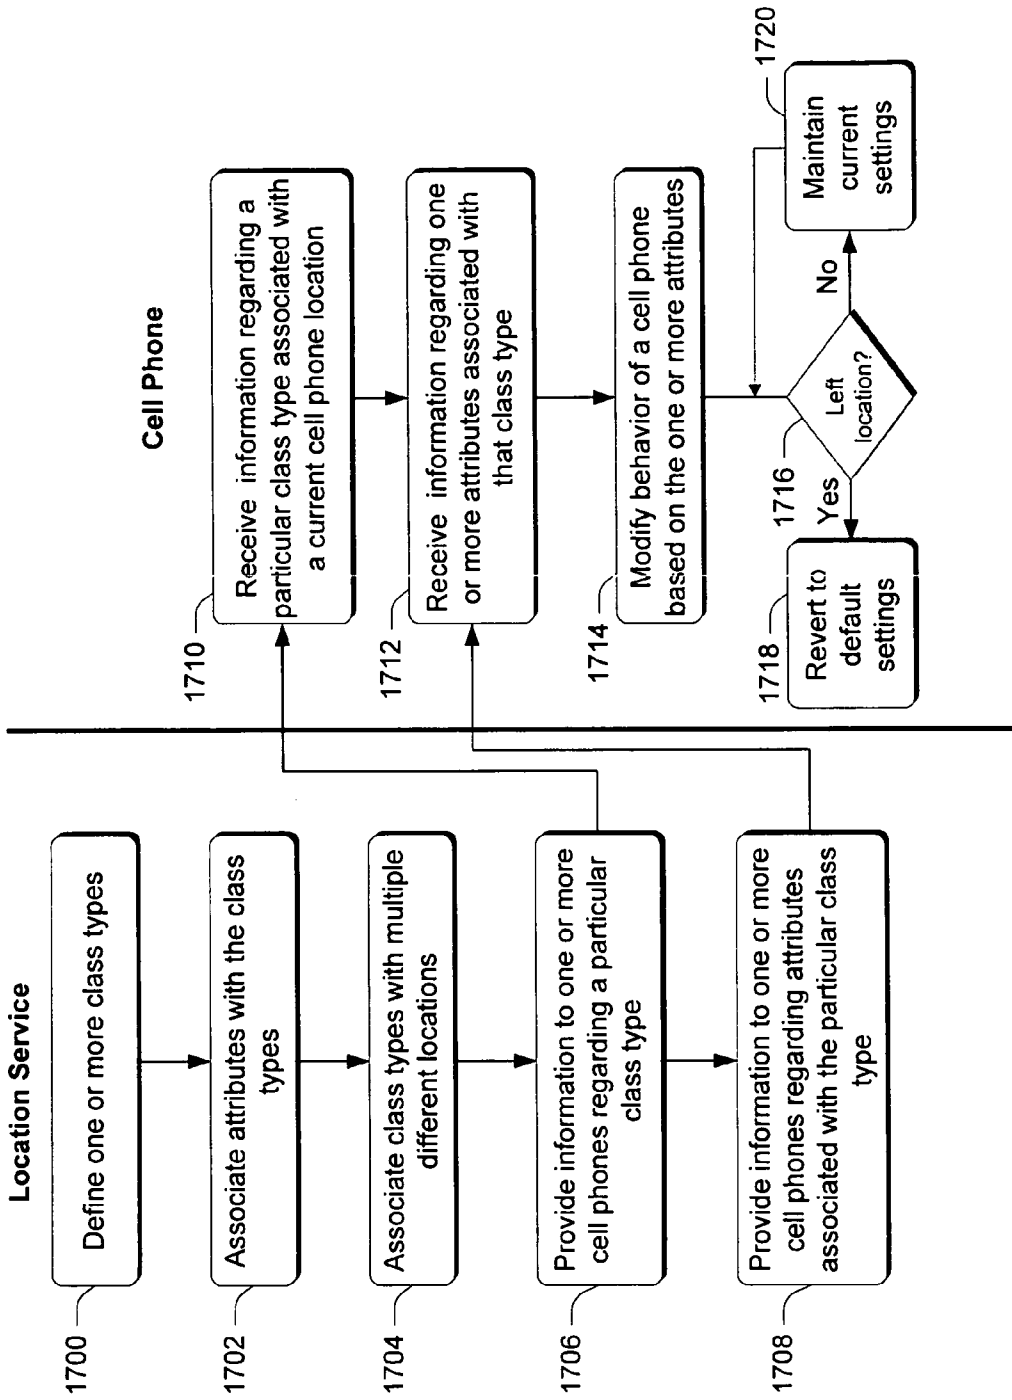 Location Service
1700
Define one or more class types
1702
Associate attributes with the class
types
1704
Associate class types with multiple
different locations
1706
Provide information to one or more
cell phones regarding a particular
class type
1708
Provide information to one or more
cell phones regarding attributes
associated with the particular class
type
Cell Phone
1710
Receive information regarding a
particular class type associated with
a current cell phone location
1712
Receive information regarding one
or more attributes associated with
that class type
1714
Modify behavior of a cell phone
based on the one or more attributes
1716
Left
location?
Yes
No
1718
Revert to
default
settings
1720
Maintain
current
settings